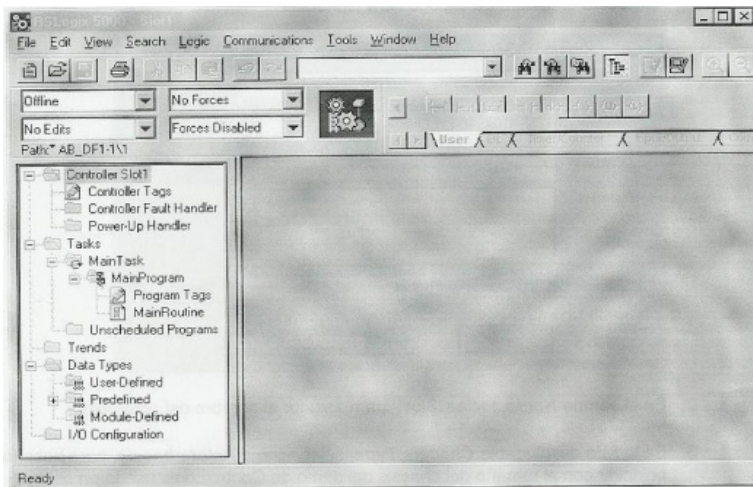 RSLogix 5000 - Slot1
File Edit View Search Logic Communications Tools Window Help
Offline
No Forces
No Edits
Forces Disabled
Path: AB_DF1-1\1
User
Timer/Counter
Controller Slot1
Controller Tags
Controller Fault Handler
Power-Up Handler
Tasks
MainTask
MainProgram
Program Tags
MainRoutine
Unscheduled Programs
Trends
Data Types
User-Defined
Predefined
Module-Defined
I/O Configuration
Ready